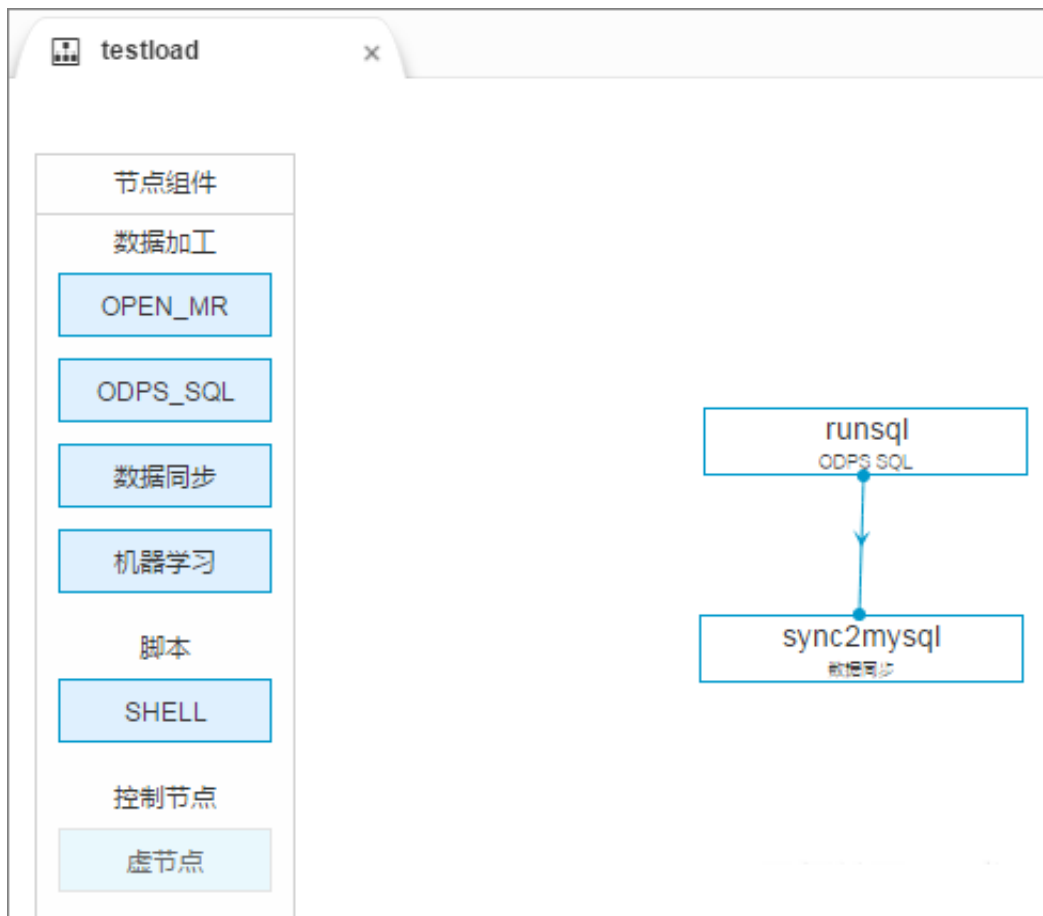 testload
节点组件
数据加工
OPEN_MR
ODPS_SQL
数据同步
机器学习
脚本
SHELL
控制节点
虚节点
runsql
ODPS SQL
sync2mysql
数据同步